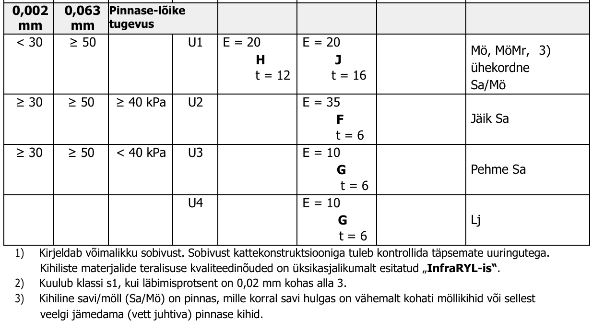 0,002 mm 0,063 mm Pinnase-lõike tugevus
< 30 ≥ 50 U1 E = 20 H t = 12 E = 20 J t = 16 Mö, MöMr, 3) ühekordne Sa/Mö
≥ 30 ≥ 50 ≥ 40 kPa U2 E = 35 F t = 6 Jäik Sa
≥ 30 ≥ 50 < 40 kPa U3 E = 10 G t = 6 Pehme Sa
U4 E = 10 G t = 6 Lj
1) Kirjeldab võimalikku sobivust. Sobivust kattekonstruktsiooniga tuleb kontrollida täpsemate uuringutega.
Kihiliste materjalide teralisuse kvaliteedinõuded on üksikasjalikumalt esitatud „InfraRYL-is“.
2) Kuulub klassi s1, kui läbimisprotsent on 0,02 mm kohas alla 3.
3) Kihiline savi/möll (Sa/Mö) on pinnas, mille korral savi hulgas on vähemalt kohati möllikihid või sellest
veelgi jämedama (vett juhtiva) pinnase kihid.